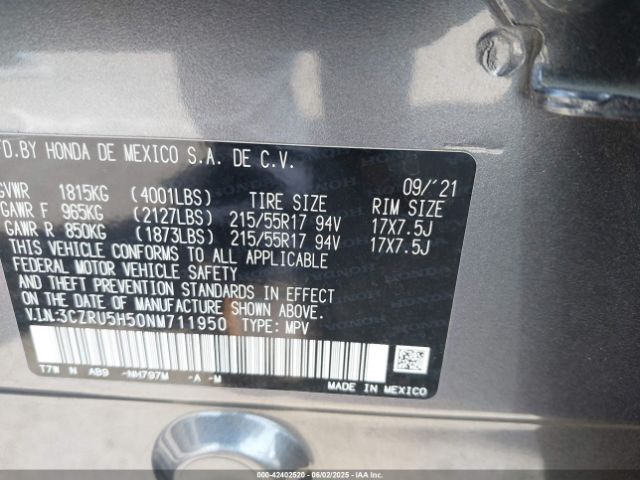 MFD.BY HONDA DE MEXICO S.A. DE C.V.
09/'21
GVWR 1815KG (4001LBS) TIRE SIZE RIM SIZE
GAWR F 965KG (2127LBS) 215/55R17 94V 17X7.5J
GAWR R 850KG (1873LBS) 215/55R17 94V 17X7.5J
THIS VEHICLE CONFORMS TO ALL APPLICABLE
FEDERAL MOTOR VEHICLE SAFETY
AND THEFT PREVENTION STANDARDS IN EFFECT
ON THE DATE OF MANUFACTURE SHOWN ABOVE.
V.I.N:3CZRU5H50NM711950 TYPE: MPV
T7W N AB9 -NH797M -A -M
MADE IN MEXICO
000-42402520 - 06/02/2025 - © IAA Holdings, LLC